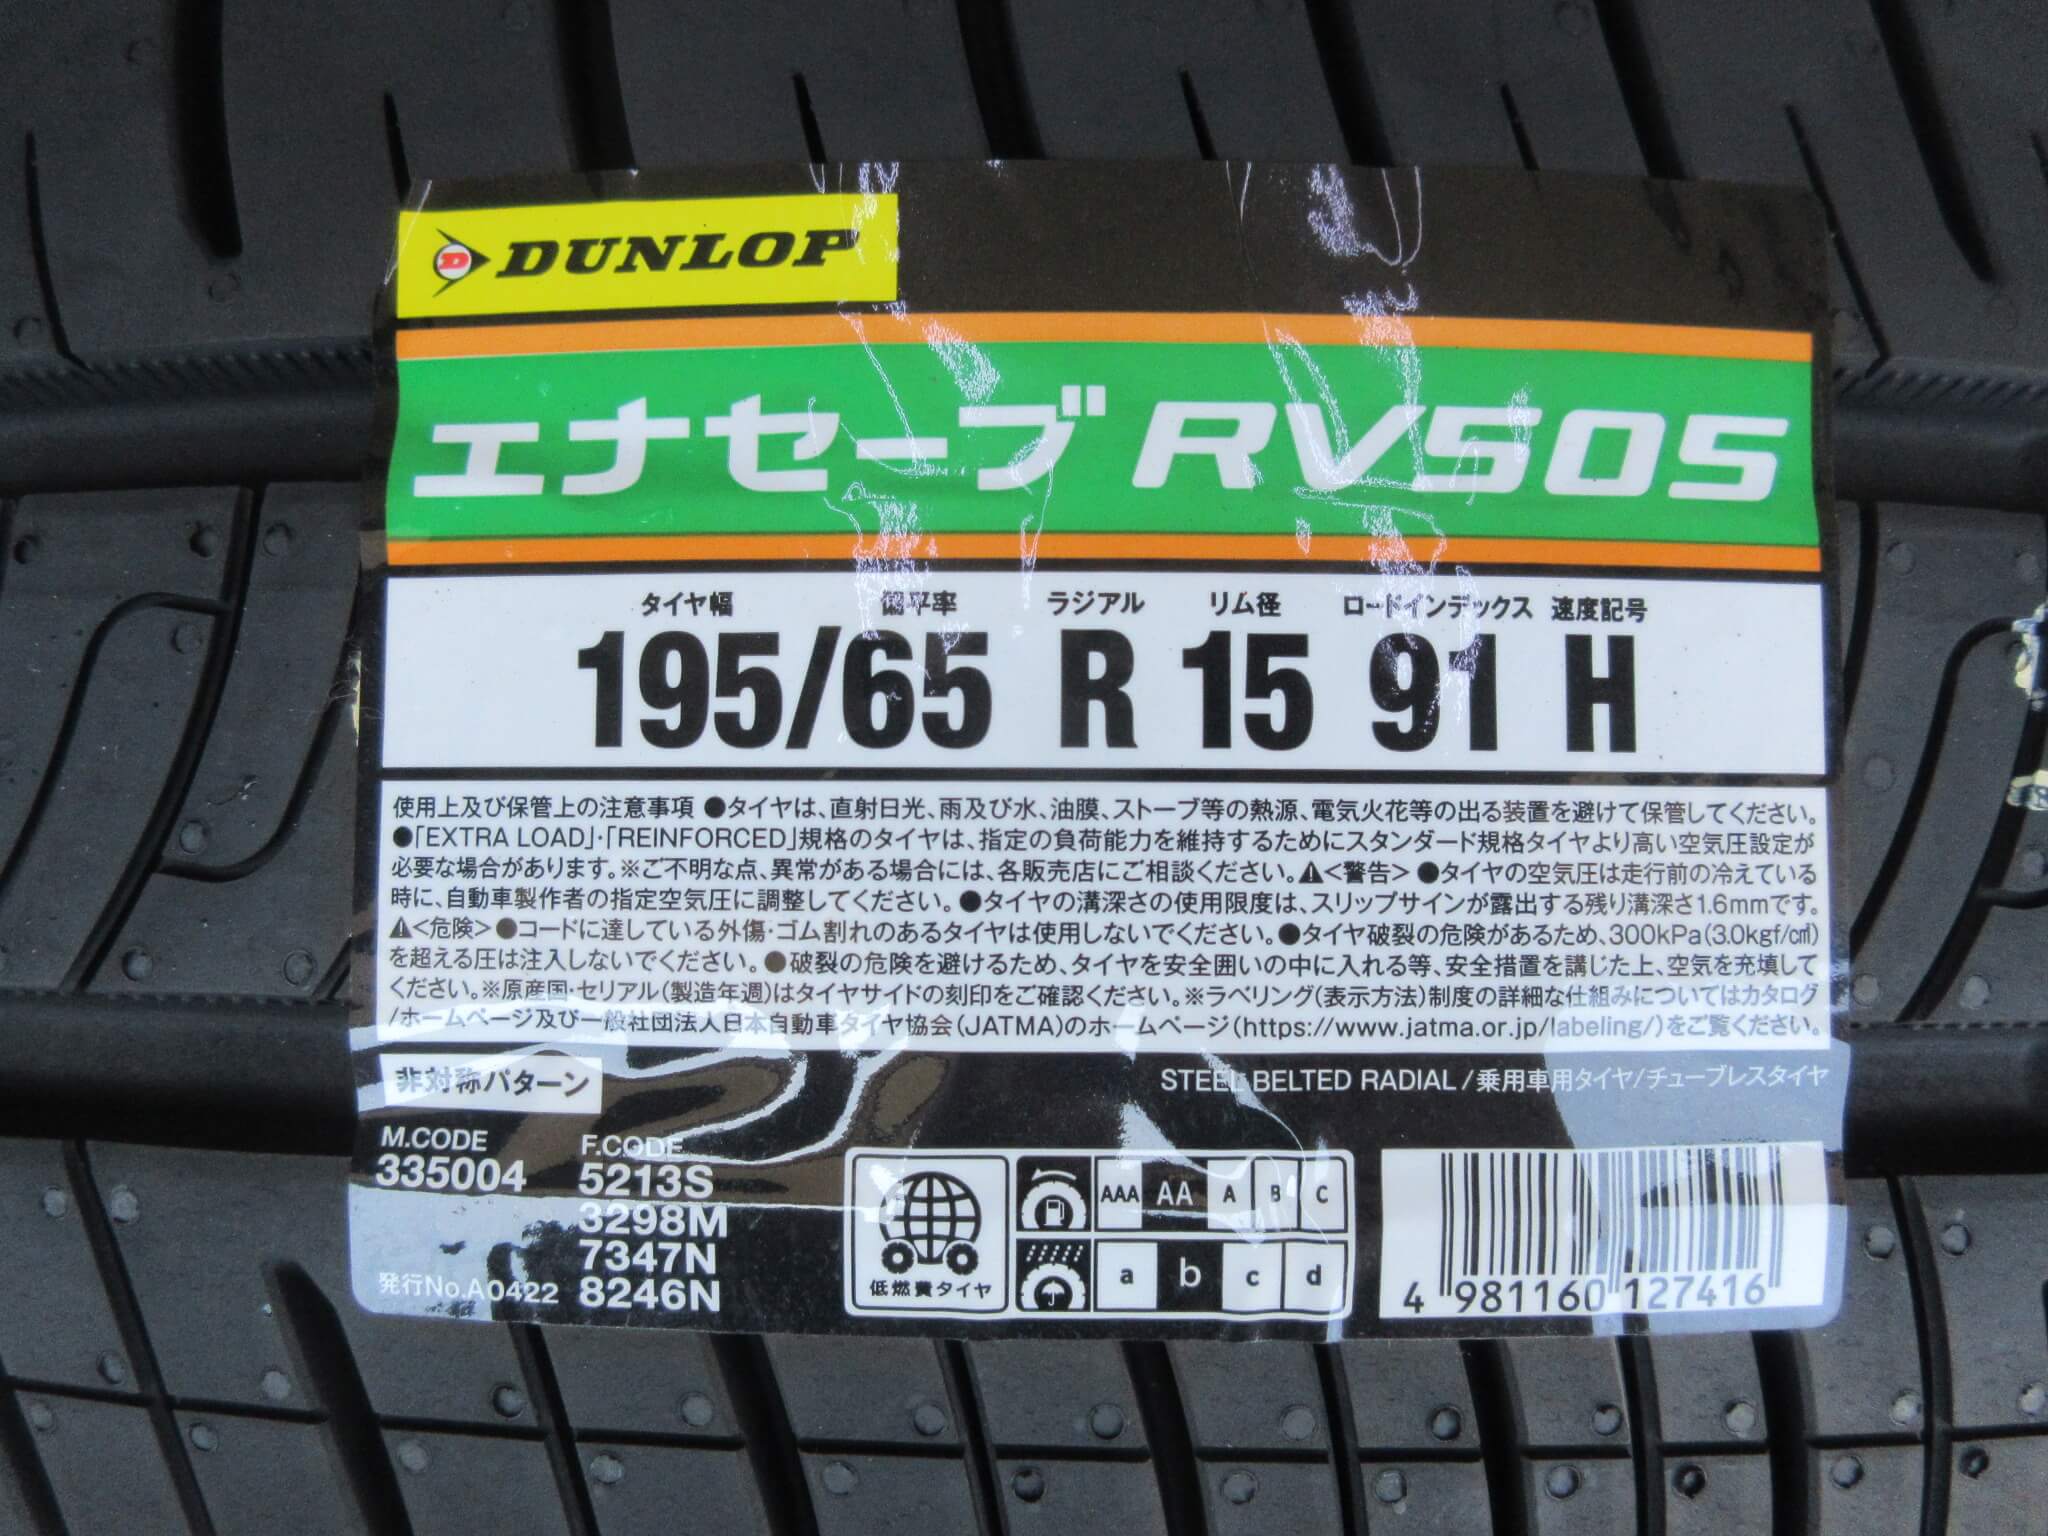 DUNLOP
エナセーブ RV505
タイヤ幅 偏平率 ラジアル リム径 ロードインデックス 速度記号
195/65 R 15 91 H
使用上及び保管上の注意事項 ●タイヤは、直射日光、雨及び水、油膜、ストーブ等の熱源、電気火花等の出る装置を避けて保管してください。
●「EXTRA LOAD」・「REINFORCED」規格のタイヤは、指定の負荷能力を維持するためにスタンダード規格タイヤより高い空気圧設定が
必要な場合があります。※ご不明な点、異常がある場合には、各販売店にご相談ください。⚠<警告> ●タイヤの空気圧は走行前の冷えている
時に、自動車製作者の指定空気圧に調整してください。●タイヤの溝深さの使用限度は、スリップサインが露出する残り溝深さ1.6mmです。
⚠<危険> ●コードに達している外傷・ゴム割れのあるタイヤは使用しないでください。●タイヤ破裂の危険があるため、300kPa(3.0kgf/c㎡)
を超える圧は注入しないでください。●破裂の危険を避けるため、タイヤを安全囲いの中に入れる等、安全措置を講じた上、空気を充填して
ください。※原産国・セリアル(製造年週)はタイヤサイドの刻印をご確認ください。※ラベリング(表示方法)制度の詳細な仕組みについてはカタログ
/ホームページ及び一般社団法人日本自動車タイヤ協会(JATMA)のホームページ(https://www.jatma.or.jp/labeling/)をご覧ください。
非対称パターン
STEEL BELTED RADIAL/乗用車用タイヤ/チューブレスタイヤ
M.CODE F.CODE
335004 5213S
3298M
7347N
発行No.A0422 8246N
低燃費タイヤ
AAA AA A B C
a b c d
4 981160 127416